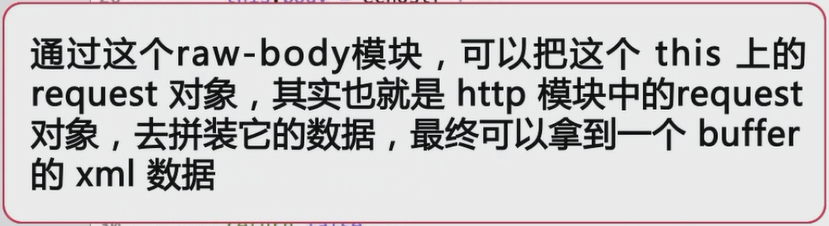 通过这个raw-body模块，可以把这个 this 上的
request 对象，其实也就是 http 模块中的request
对象，去拼装它的数据，最终可以拿到一个 buffer
的 xml 数据